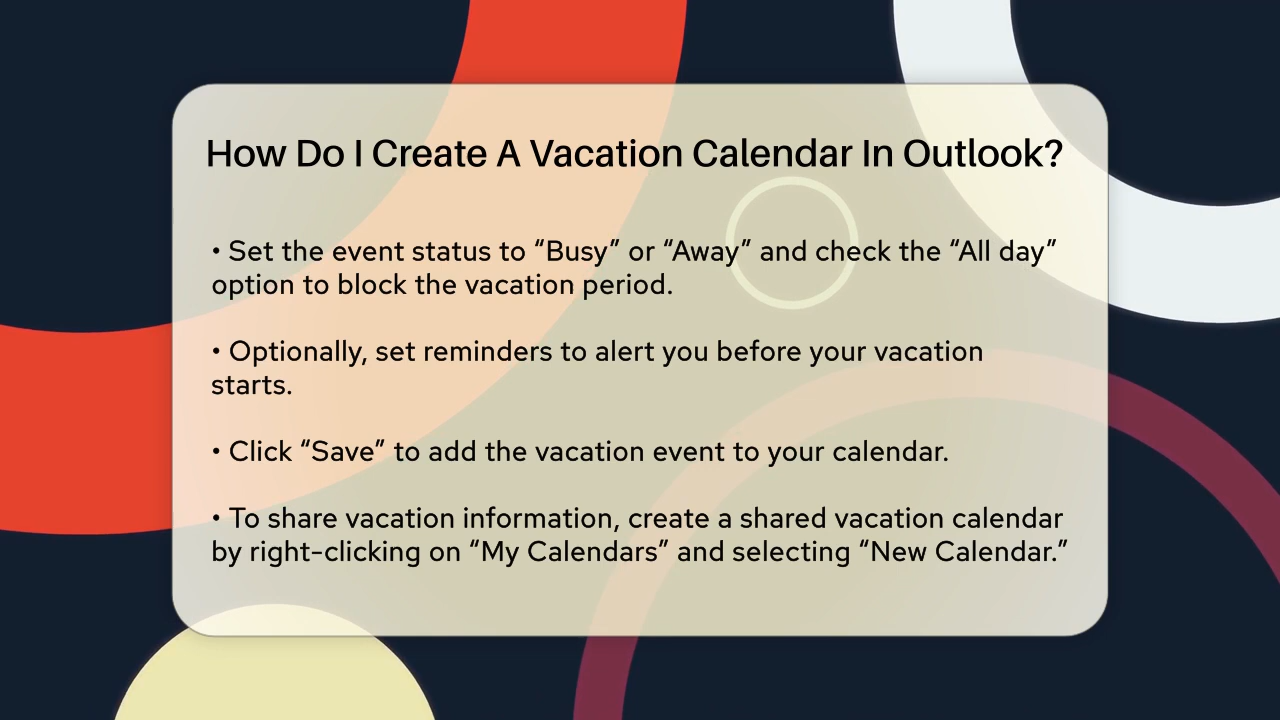 How Do I Create A Vacation Calendar In Outlook?
• Set the event status to “Busy” or “Away” and check the “All day”
option to block the vacation period.
• Optionally, set reminders to alert you before your vacation
starts.
• Click “Save” to add the vacation event to your calendar.
• To share vacation information, create a shared vacation calendar
by right-clicking on “My Calendars” and selecting “New Calendar.”